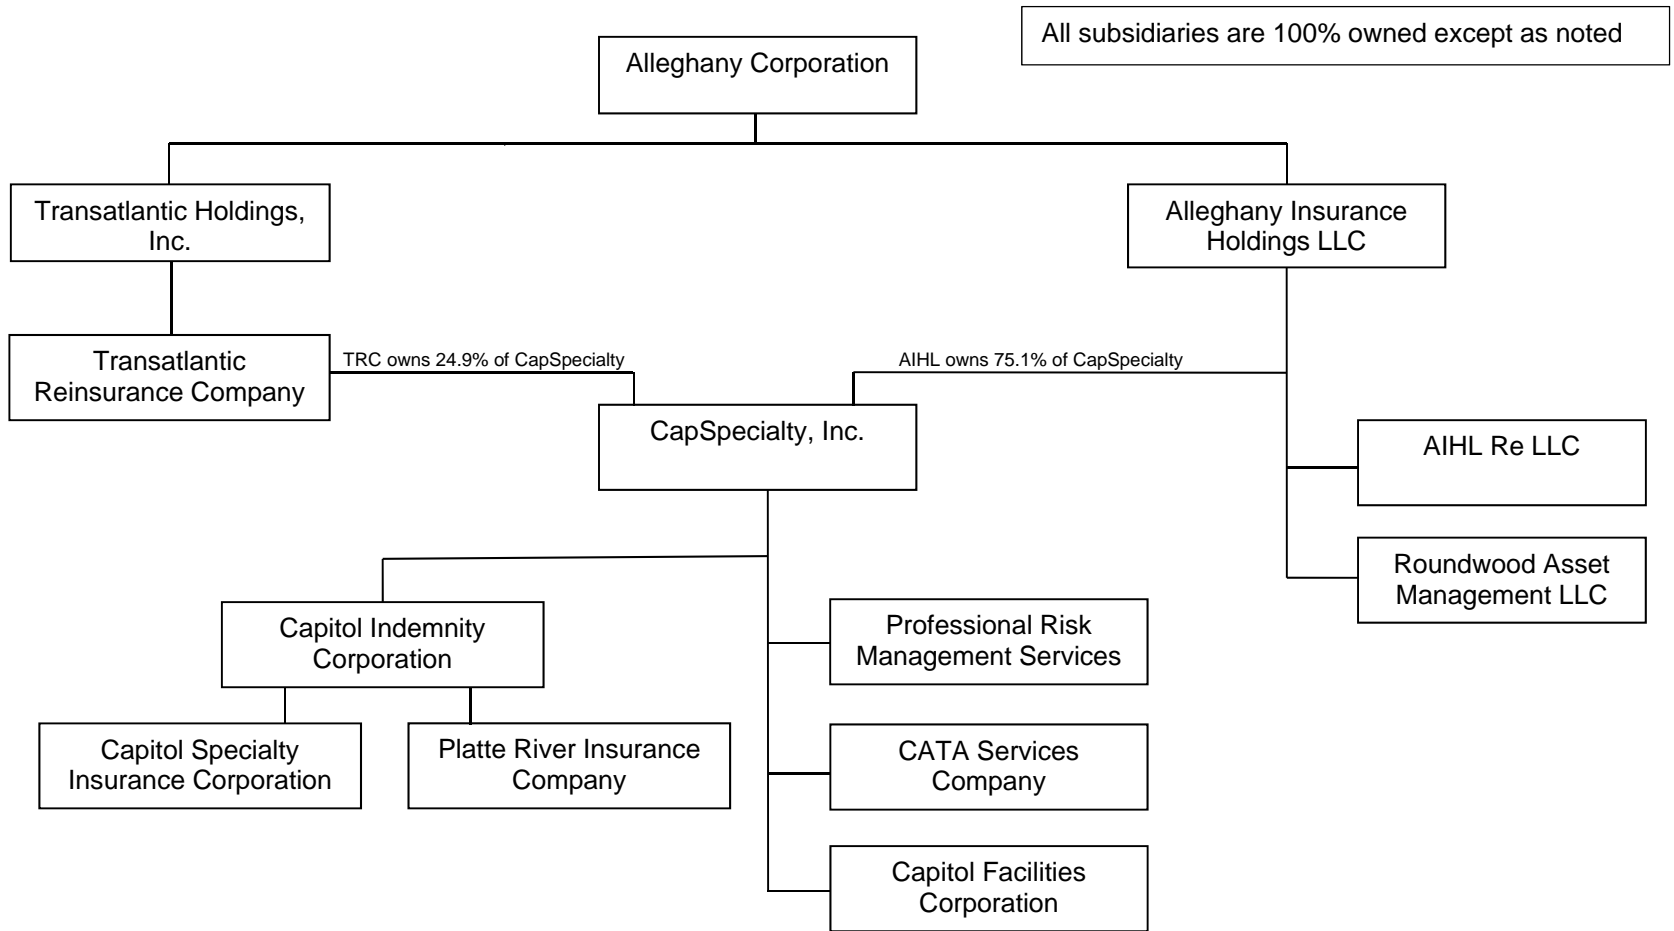 All subsidiaries are 100% owned except as noted
Alleghany Corporation
Transatlantic Holdings,
Inc.
Alleghany Insurance
Holdings LLC
Transatlantic
Reinsurance Company
TRC owns 24.9% of CapSpecialty
AIHL owns 75.1% of CapSpecialty
CapSpecialty, Inc.
AIHL Re LLC
Roundwood Asset
Management LLC
Capitol Indemnity
Corporation
Professional Risk
Management Services
Capitol Specialty
Insurance Corporation
Platte River Insurance
Company
CATA Services
Company
Capitol Facilities
Corporation